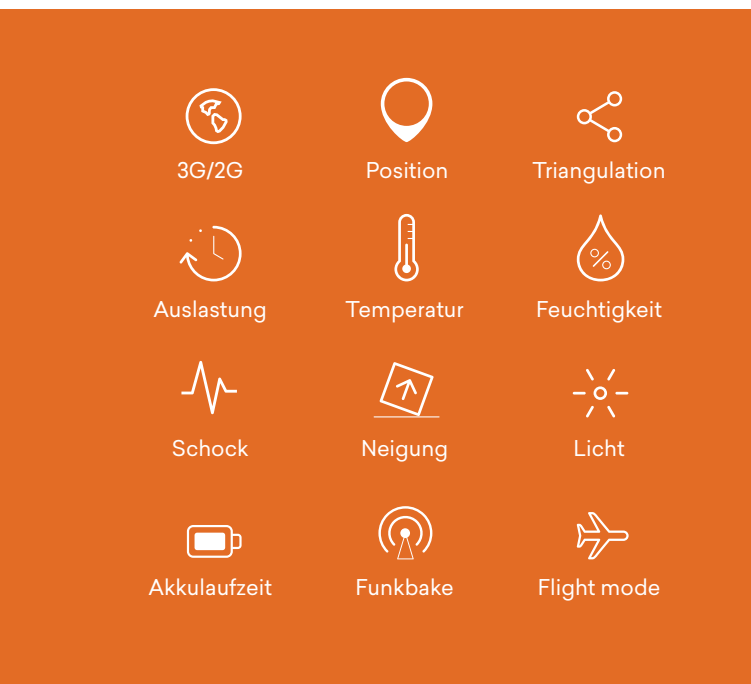 3G/2G
Position
Triangulation
Auslastung
Temperatur
%
Feuchtigkeit
Schock
Neigung
Licht
Akkulaufzeit
Funkbake
Flight mode